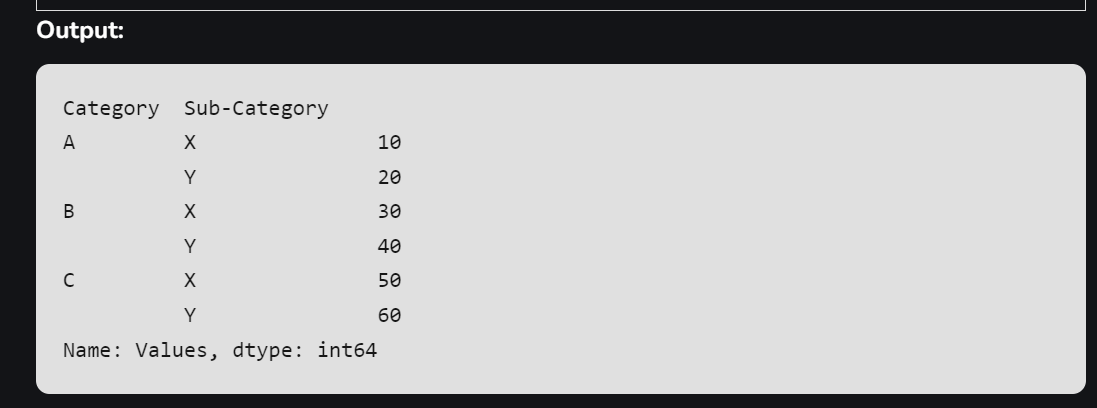 Output:
Category  Sub-Category
A         X               10
          Y               20
B         X               30
          Y               40
C         X               50
          Y               60
Name: Values, dtype: int64